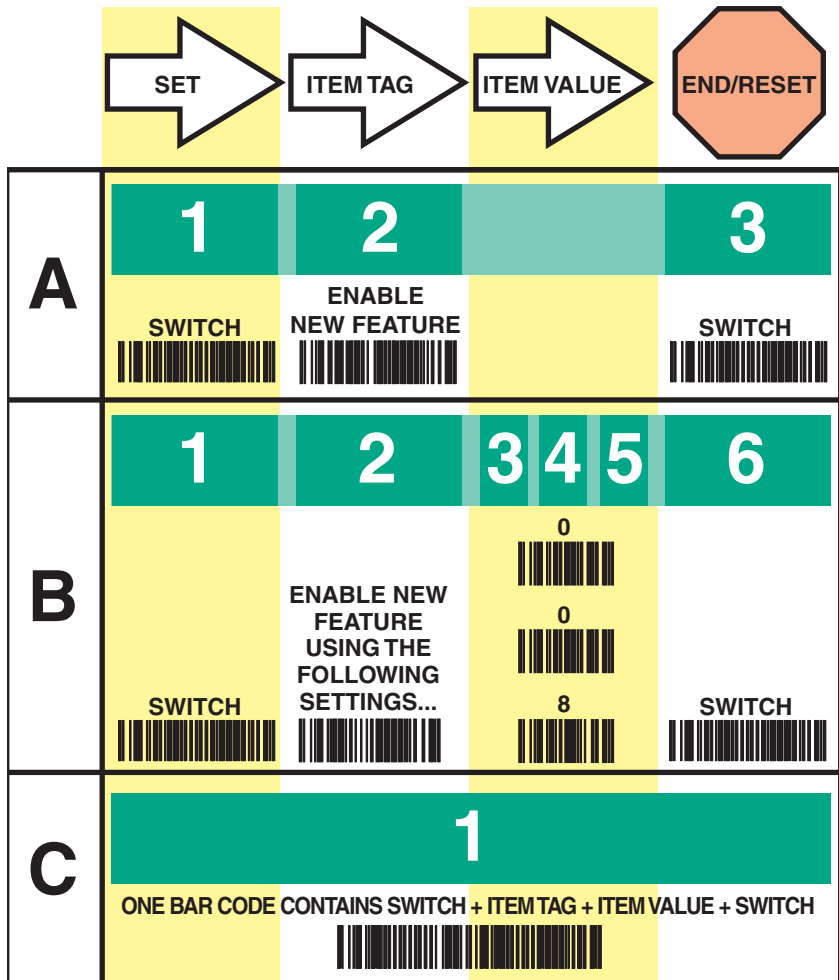 SET
ITEM TAG
ITEM VALUE
END/RESET
A
1
2
3
SWITCH
ENABLE
NEW FEATURE
SWITCH
B
1
2
3
4
5
6
SWITCH
ENABLE NEW
FEATURE
USING THE
FOLLOWING
SETTINGS...
0
0
8
SWITCH
C
1
ONE BAR CODE CONTAINS SWITCH + ITEM TAG + ITEM VALUE + SWITCH